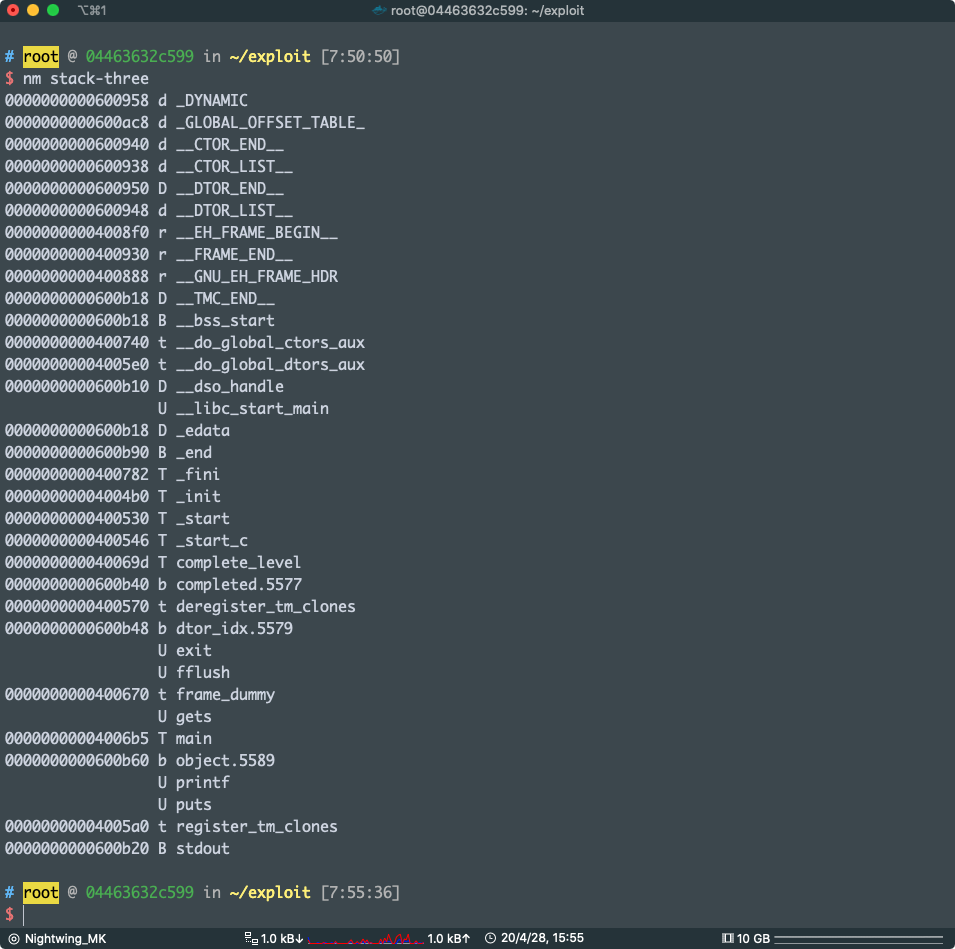 ⌥⌘1 root@04463632c599: ~/exploit
# root @ 04463632c599 in ~/exploit [7:50:50]
$ nm stack-three
0000000000600958 d _DYNAMIC
0000000000600ac8 d _GLOBAL_OFFSET_TABLE_
0000000000600940 d __CTOR_END__
0000000000600938 d __CTOR_LIST__
0000000000600950 D __DTOR_END__
0000000000600948 d __DTOR_LIST__
00000000004008f0 r __EH_FRAME_BEGIN__
0000000000400930 r __FRAME_END__
0000000000400888 r __GNU_EH_FRAME_HDR
0000000000600b18 D __TMC_END__
0000000000600b18 B __bss_start
0000000000400740 t __do_global_ctors_aux
00000000004005e0 t __do_global_dtors_aux
0000000000600b10 D __dso_handle
U __libc_start_main
0000000000600b18 D _edata
0000000000600b90 B _end
0000000000400782 T _fini
00000000004004b0 T _init
0000000000400530 T _start
0000000000400546 T _start_c
000000000040069d T complete_level
0000000000600b40 b completed.5577
0000000000400570 t deregister_tm_clones
0000000000600b48 b dtor_idx.5579
U exit
U fflush
0000000000400670 t frame_dummy
U gets
00000000004006b5 T main
0000000000600b60 b object.5589
U printf
U puts
00000000004005a0 t register_tm_clones
0000000000600b20 B stdout
# root @ 04463632c599 in ~/exploit [7:55:36]
$
Nightwing_MK 1.0 kB↓ 1.0 kB↑ 20/4/28, 15:55 10 GB